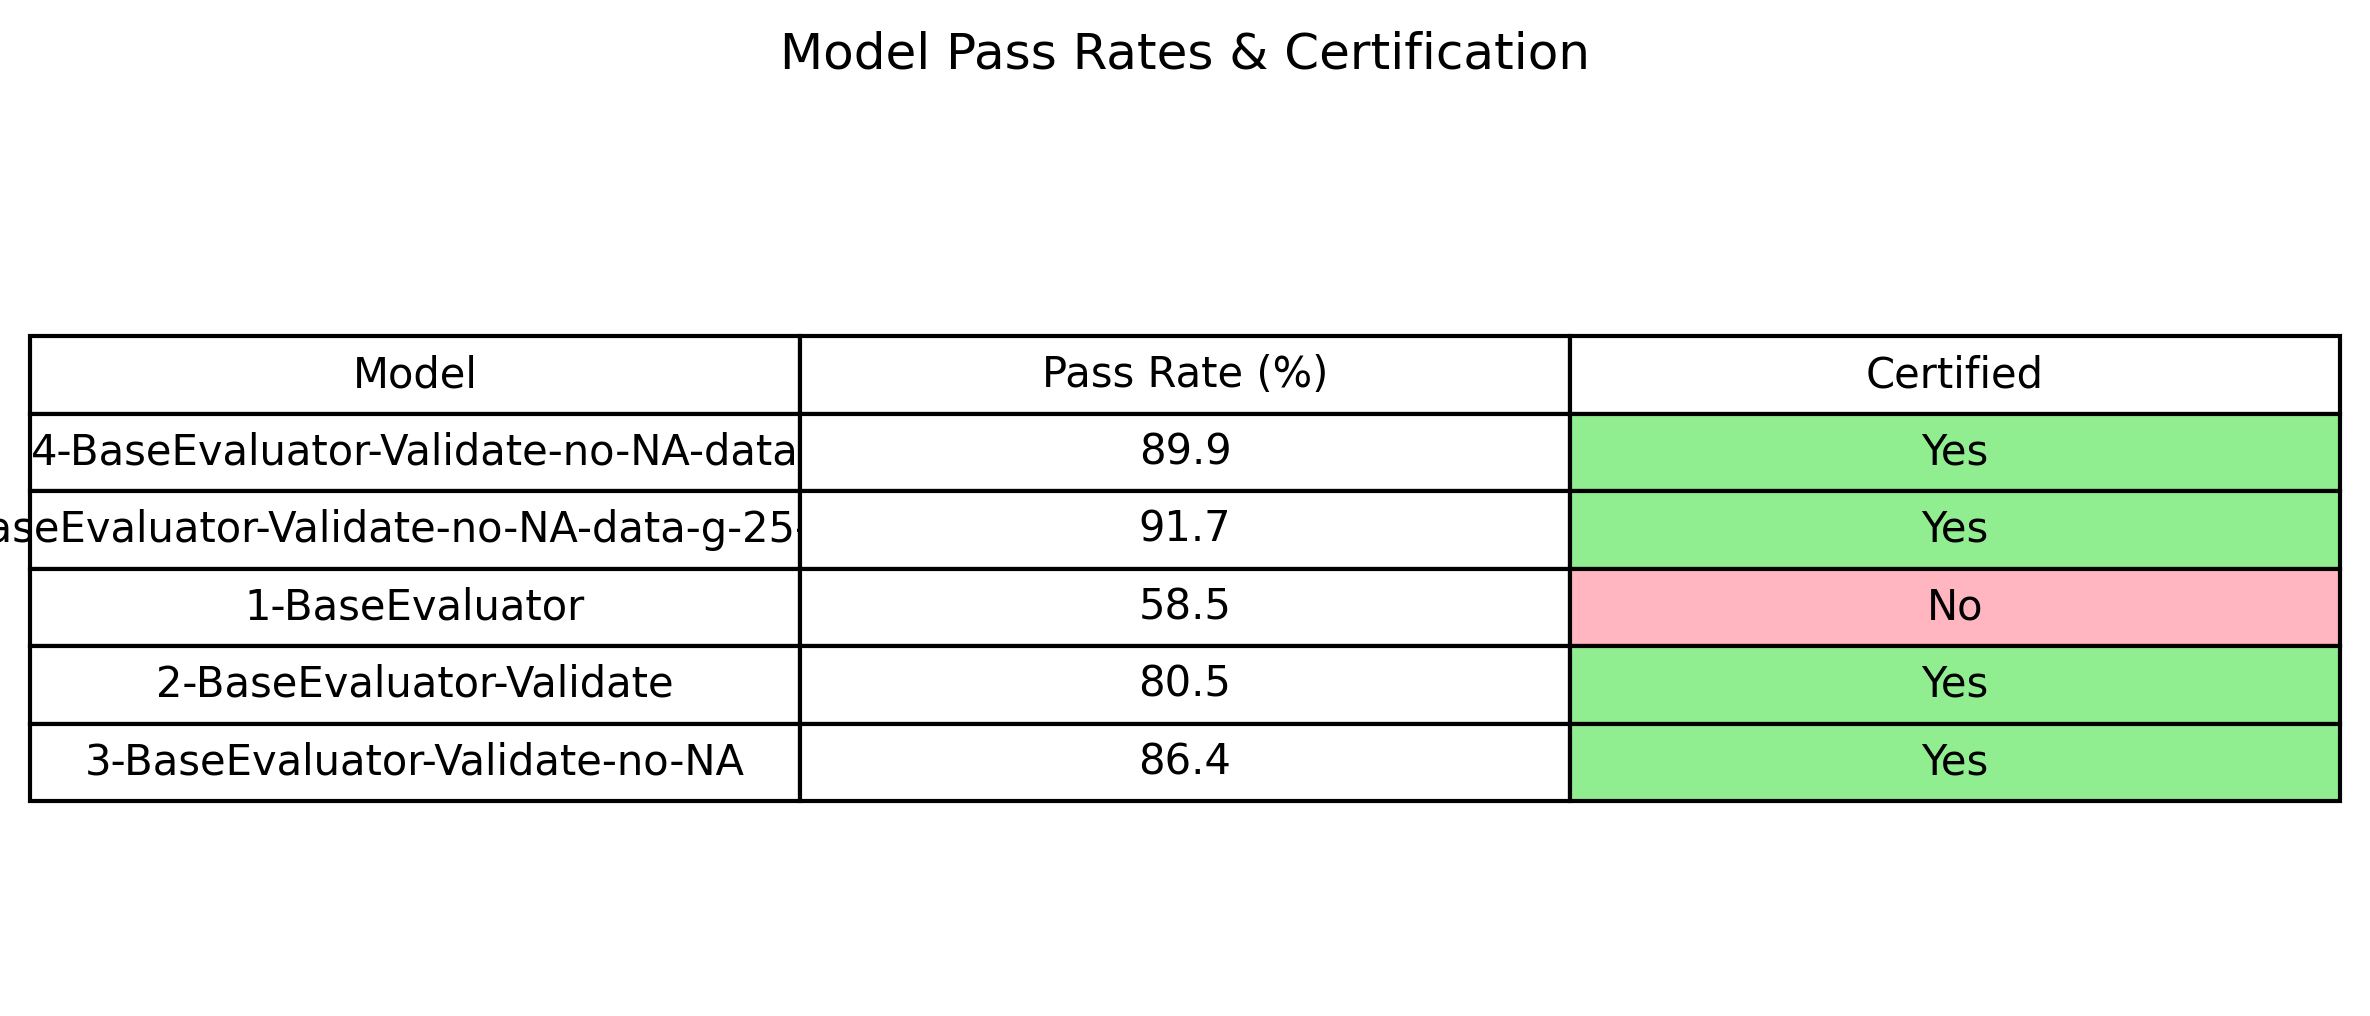 Model Pass Rates & Certification
Model Pass Rate (%) Certified
4-BaseEvaluator-Validate-no-NA-data 89.9 Yes
aseEvaluator-Validate-no-NA-data-g-25- 91.7 Yes
1-BaseEvaluator 58.5 No
2-BaseEvaluator-Validate 80.5 Yes
3-BaseEvaluator-Validate-no-NA 86.4 Yes